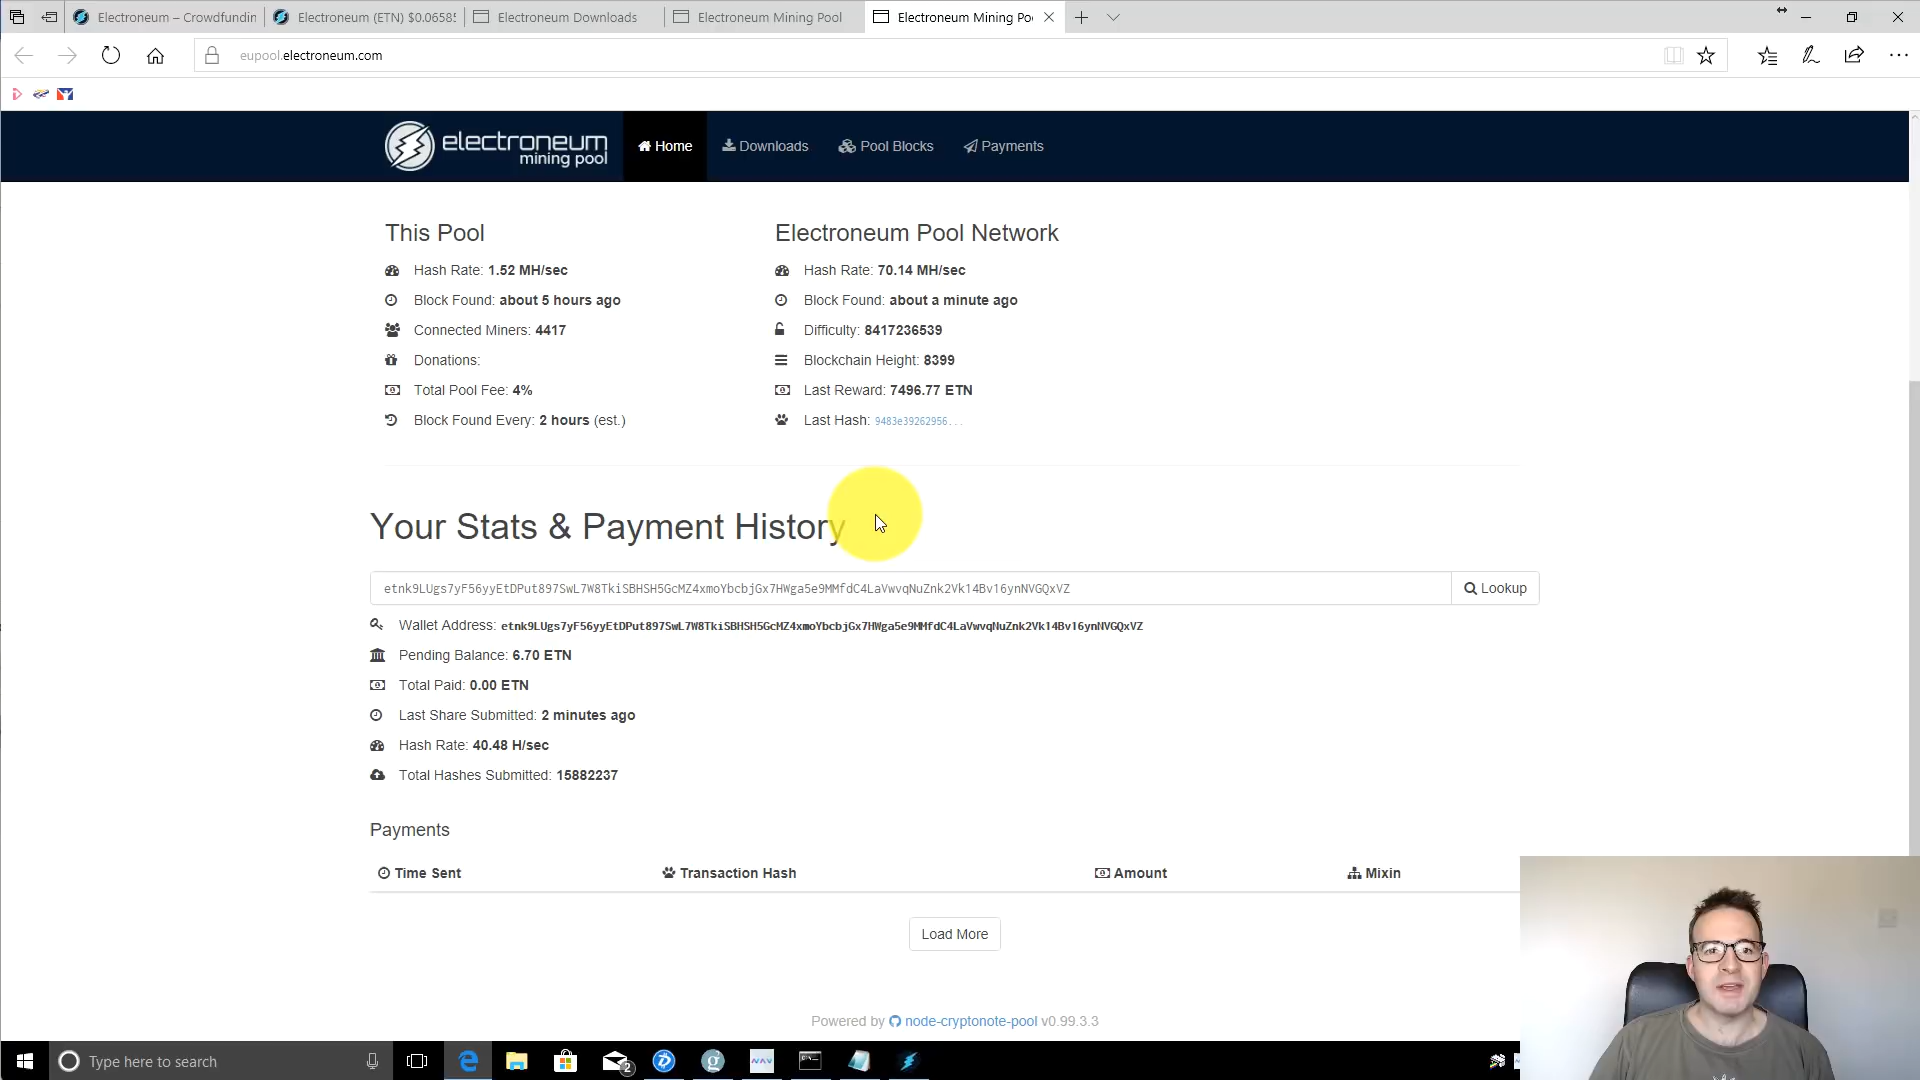 Electroneum – Crowdfundin
Electroneum (ETN) $0.0658
Electroneum Downloads
Electroneum Mining Pool
Electroneum Mining Po
eupool.electroneum.com
electroneum
mining pool
Home
Downloads
Pool Blocks
Payments
This Pool
Hash Rate: 1.52 MH/sec
Block Found: about 5 hours ago
Connected Miners: 4417
Donations:
Total Pool Fee: 4%
Block Found Every: 2 hours (est.)
Electroneum Pool Network
Hash Rate: 70.14 MH/sec
Block Found: about a minute ago
Difficulty: 8417236539
Blockchain Height: 8399
Last Reward: 7496.77 ETN
Last Hash: 9483e39262956...
Your Stats & Payment History
etnk9LUgs7yF56yyEtDPut897SwL7W8TkiSBHSH5GcMZ4xmoYbcbjGx7HWga5e9MMfdC4LaVwvqNuZnk2Vk14Bv16ynNVGQxVZ
Lookup
Wallet Address: etnk9LUgs7yF56yyEtDPut897SwL7W8TkiSBHSH5GcMZ4xmoYbcbjGx7HWga5e9MMfdC4LaVwvqNuZnk2Vk14Bv16ynNVGQxVZ
Pending Balance: 6.70 ETN
Total Paid: 0.00 ETN
Last Share Submitted: 2 minutes ago
Hash Rate: 40.48 H/sec
Total Hashes Submitted: 15882237
Payments
Time Sent
Transaction Hash
Amount
Mixin
Load More
Powered by node-cryptonote-pool v0.99.3.3
Type here to search
2
NAV